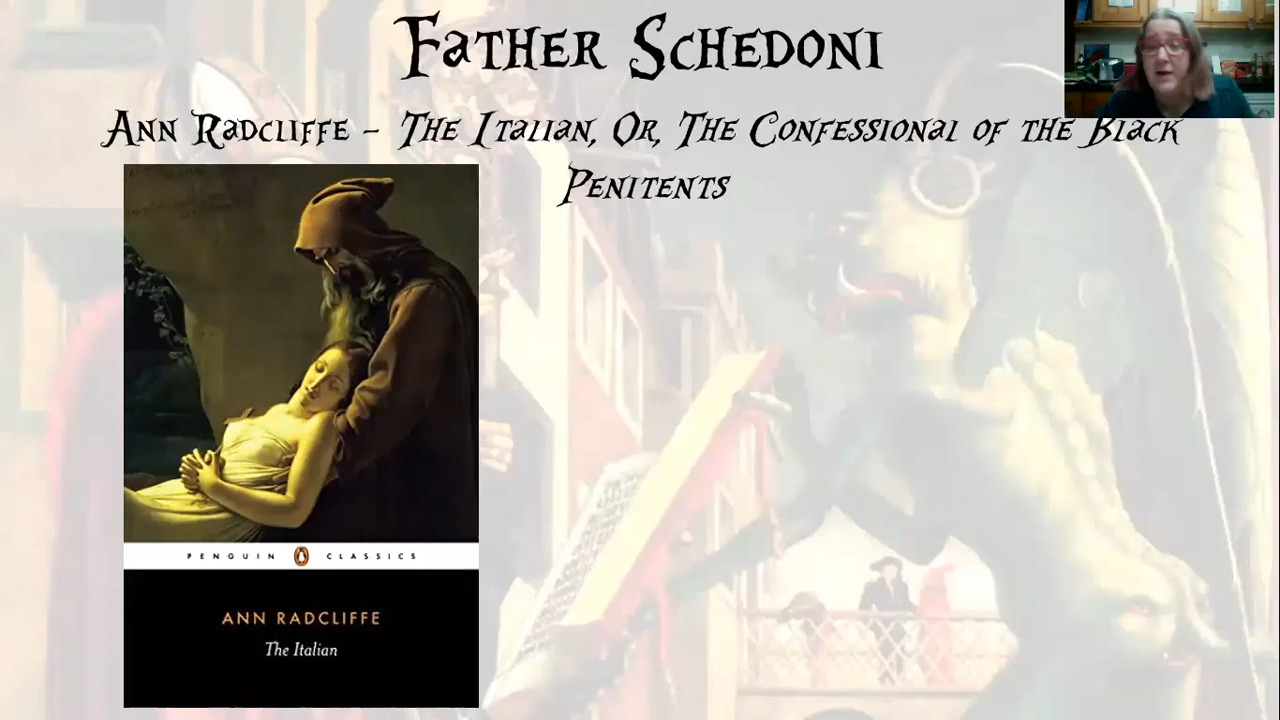 Father Schedoni
Ann Radcliffe - The Italian, Or, The Confessional of the Black
Penitents
PENGUIN CLASSICS
ANN RADCLIFFE
The Italian